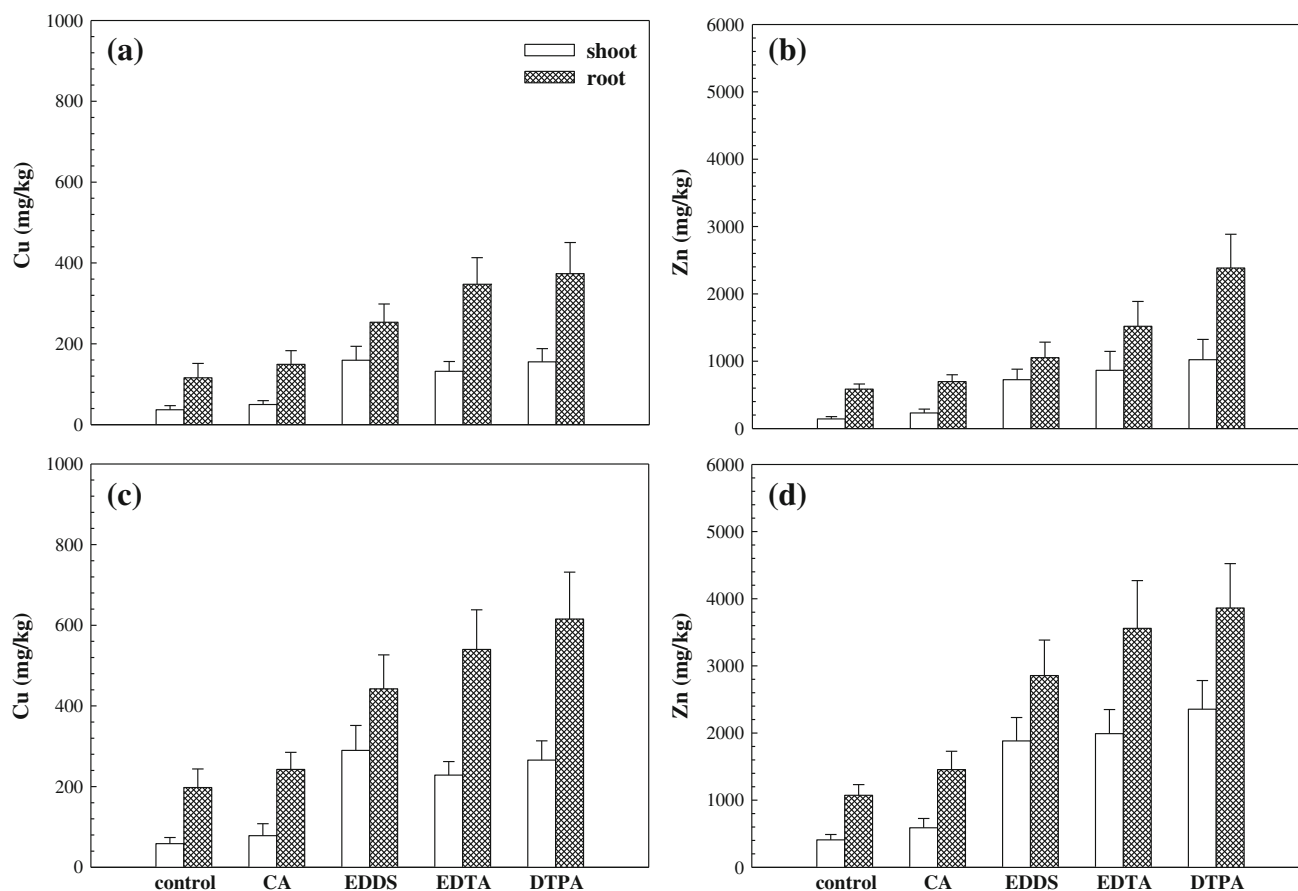 (a)
shoot
root
1000
800
600
400
200
0
Cu (mg/kg)
(b)
6000
5000
4000
3000
2000
1000
0
Zn (mg/kg)
(c)
1000
800
600
400
200
0
Cu (mg/kg)
control CA EDDS EDTA DTPA
(d)
6000
5000
4000
3000
2000
1000
0
Zn (mg/kg)
control CA EDDS EDTA DTPA